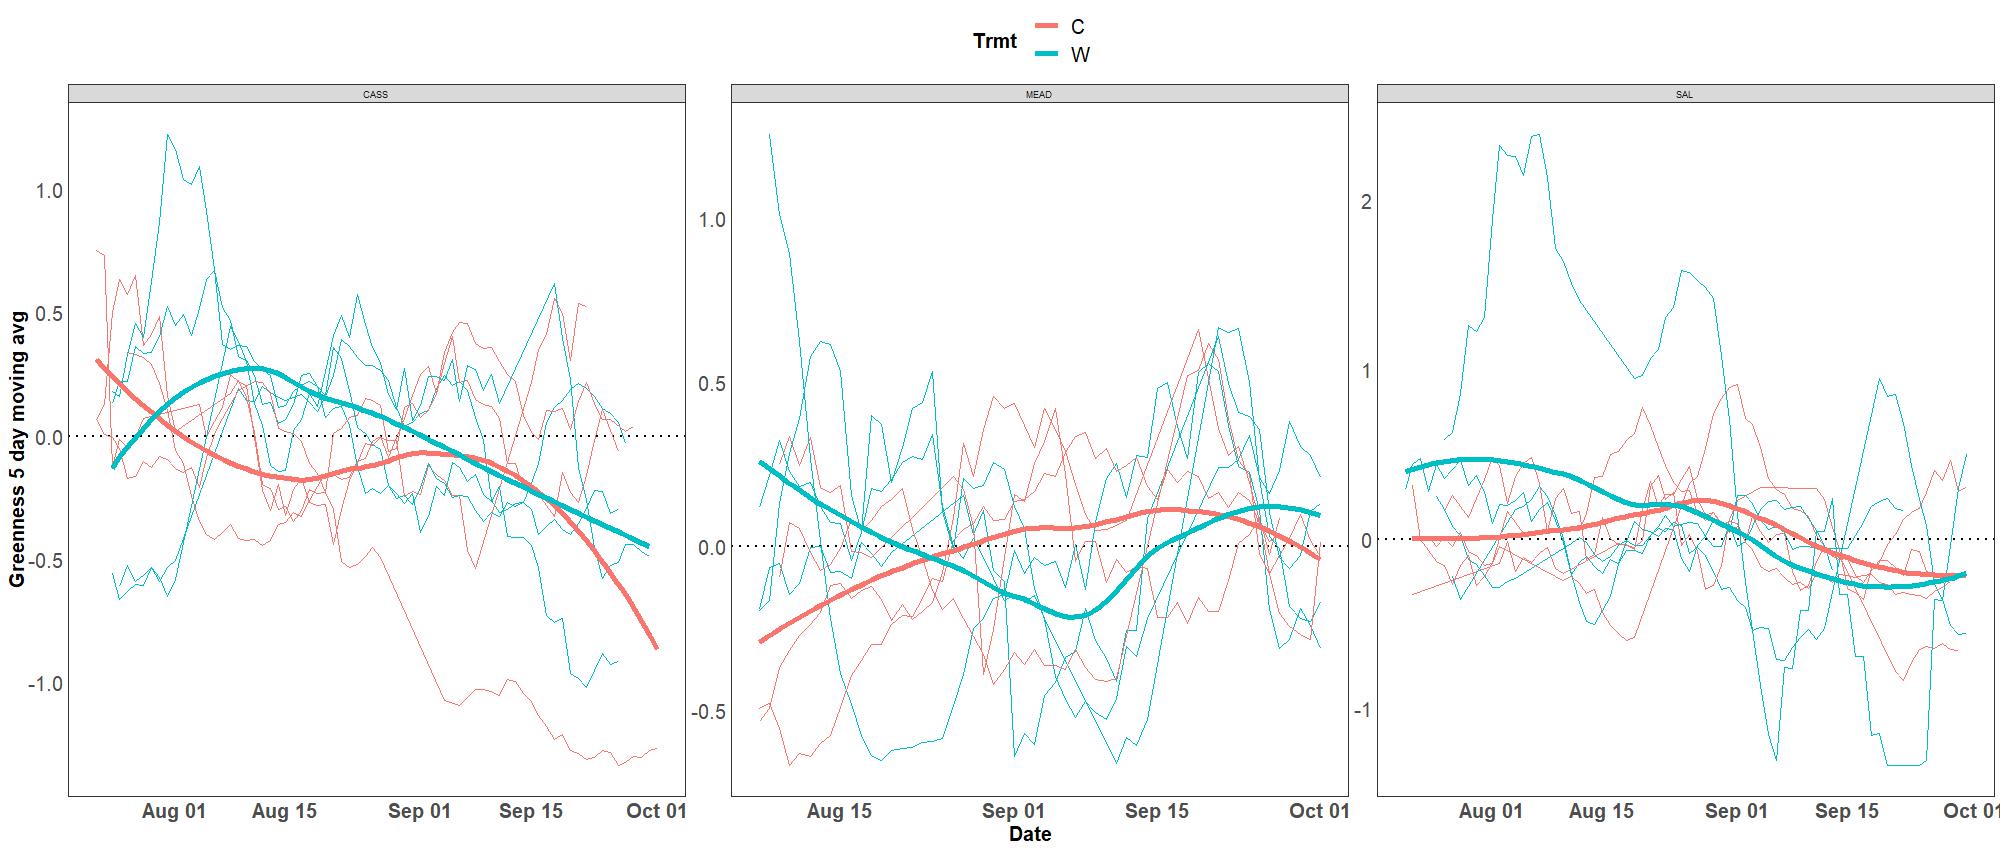 Trmt
C
W
CASS
MEAD
SAL
Greenness 5 day moving avg
1.0
0.5
0.0
-0.5
-1.0
1.0
0.5
0.0
-0.5
2
1
0
-1
Aug 01 Aug 15 Sep 01 Sep 15 Oct 01
Aug 15 Sep 01 Sep 15 Oct 01
Aug 01 Aug 15 Sep 01 Sep 15 Oct 01
Date